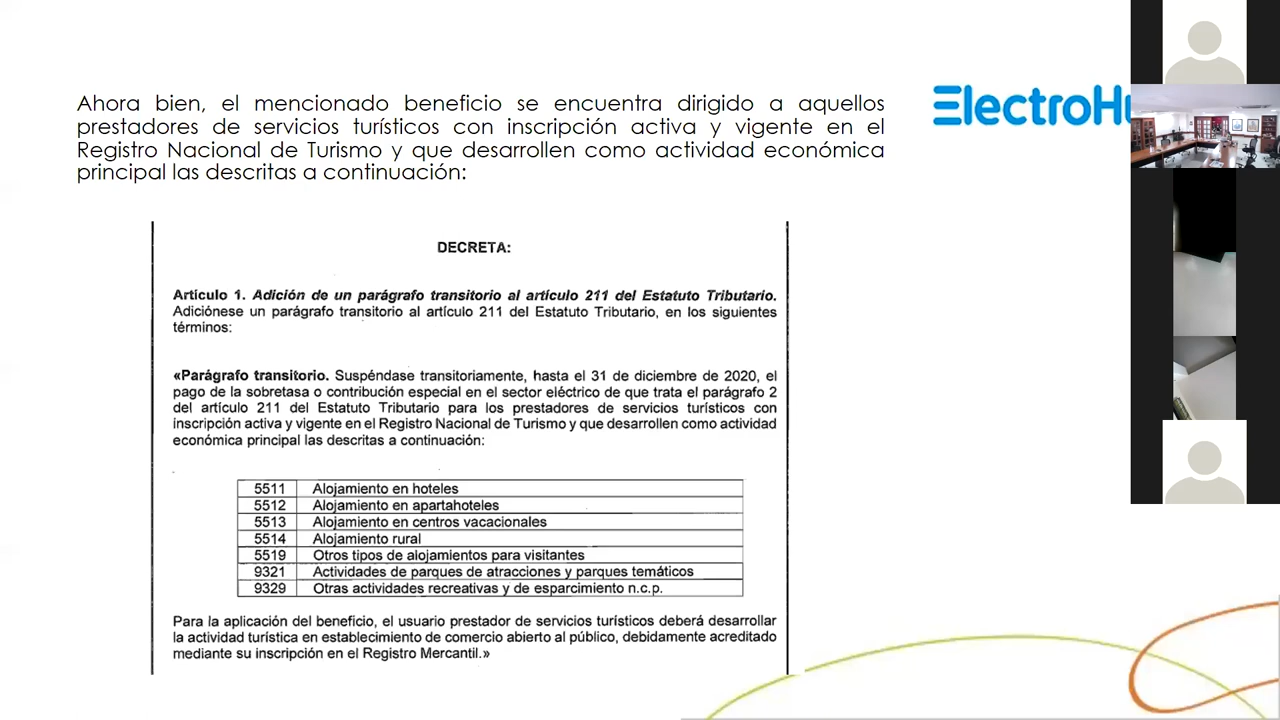 Ahora bien, el mencionado beneficio se encuentra dirigido a aquellos
prestadores de servicios turísticos con inscripción activa y vigente en el
Registro Nacional de Turismo y que desarrollen como actividad económica
principal las descritas a continuación:
ElectroHu
DECRETA:
Artículo 1. Adición de un parágrafo transitorio al artículo 211 del Estatuto Tributario.
Adiciónese un parágrafo transitorio al artículo 211 del Estatuto Tributario, en los siguientes
términos:
«Parágrafo transitorio. Suspéndase transitoriamente, hasta el 31 de diciembre de 2020, el
pago de la sobretasa o contribución especial en el sector eléctrico de que trata el parágrafo 2
del artículo 211 del Estatuto Tributario para los prestadores de servicios turísticos con
inscripción activa y vigente en el Registro Nacional de Turismo y que desarrollen como actividad
económica principal las descritas a continuación:
5511 Alojamiento en hoteles
5512 Alojamiento en apartahoteles
5513 Alojamiento en centros vacacionales
5514 Alojamiento rural
5519 Otros tipos de alojamientos para visitantes
9321 Actividades de parques de atracciones y parques temáticos
9329 Otras actividades recreativas y de esparcimiento n.c.p.
Para la aplicación del beneficio, el usuario prestador de servicios turísticos deberá desarrollar
la actividad turística en establecimiento de comercio abierto al público, debidamente acreditado
mediante su inscripción en el Registro Mercantil.»